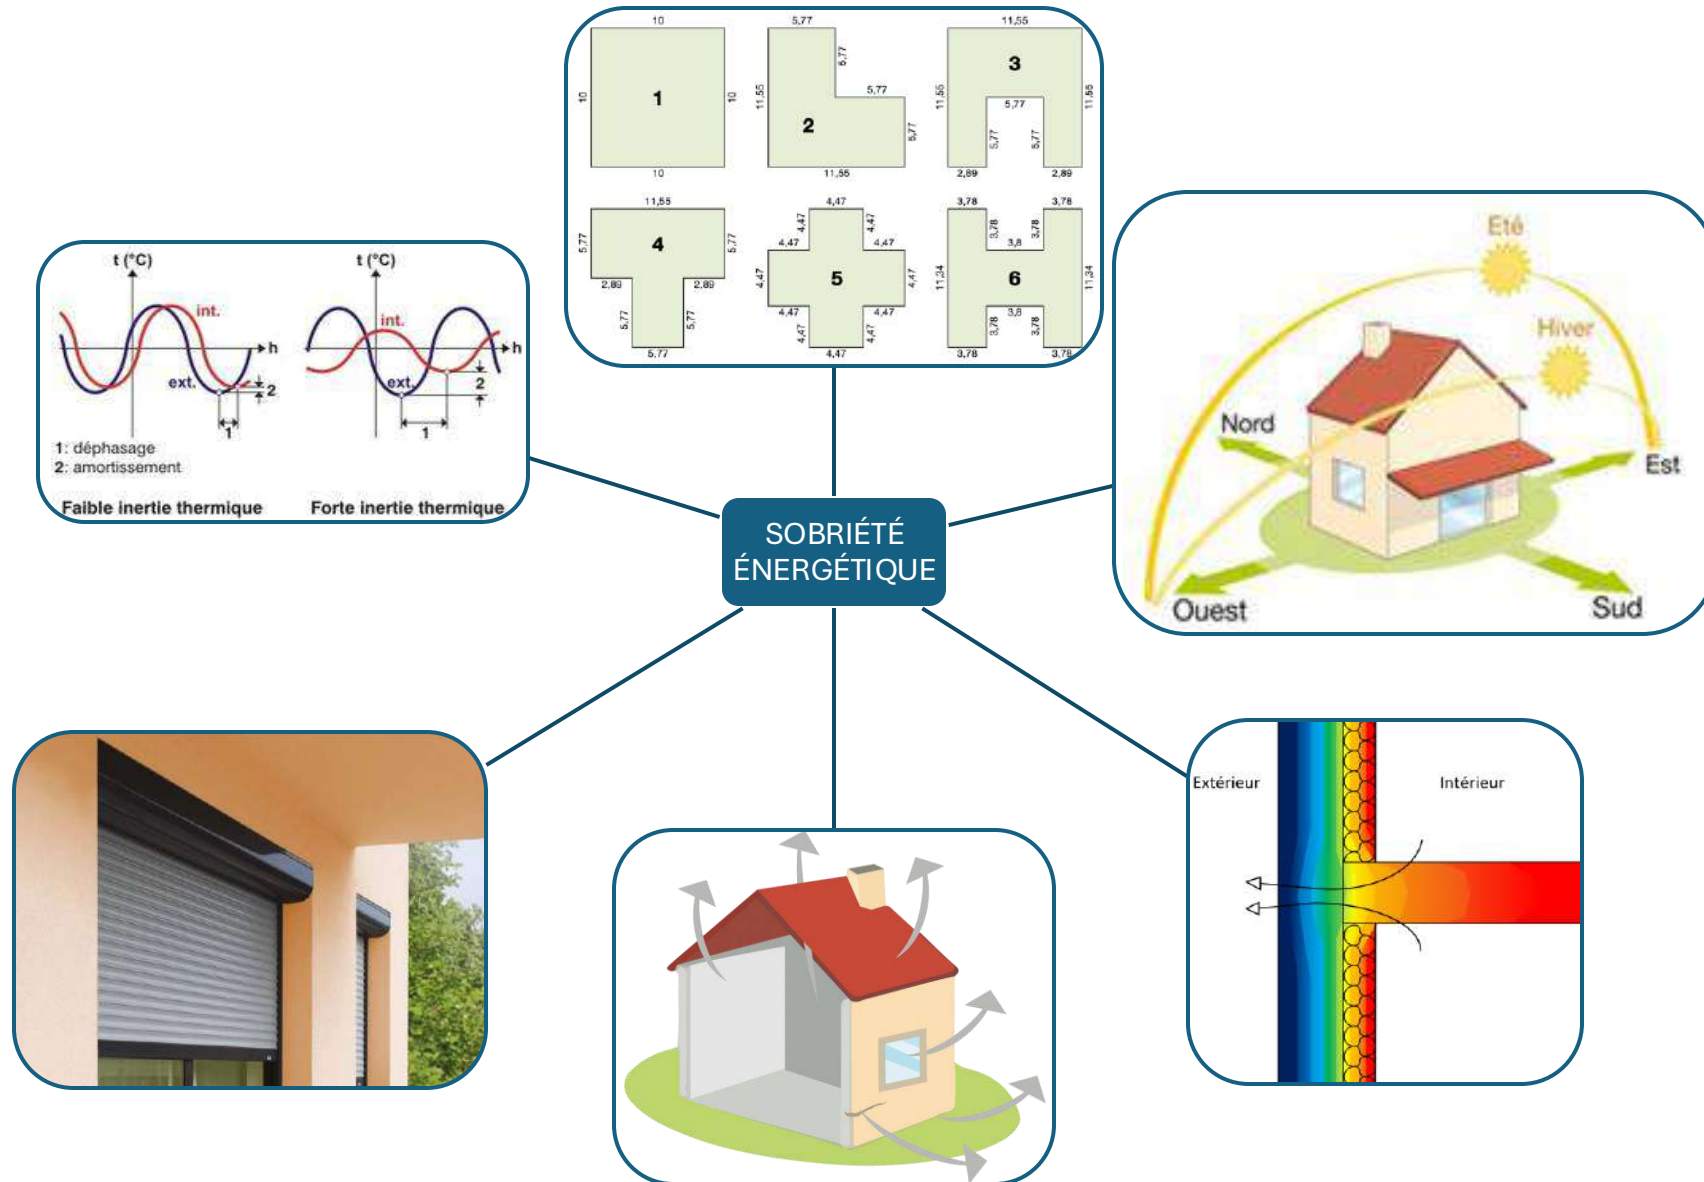 10
10
10
1
10
5,77
5,77
5,77
11,55
2
5,77
11,55
11,55
3
11,55
5,77
11,55
5,77
5,77
2,89
2,89
11,55
5,77
4
5,77
2,89
2,89
5,77
5,77
5,77
4,47
4,47
4,47
4,47
4,47
4,47
5
4,47
4,47
4,47
4,47
4,47
4,47
3,78
3,78
3,78
3,78
3,8
11,34
6
11,34
3,8
3,78
3,78
3,78
3,78
t (°C)
int.
h
ext.
2
1
t (°C)
int.
h
ext.
2
1
1: déphasage
2: amortissement
Faible inertie thermique
Forte inertie thermique
Eté
Hiver
Nord
Est
Ouest
Sud
SOBRIÉTÉ
ÉNERGÉTIQUE
Extérieur
Intérieur